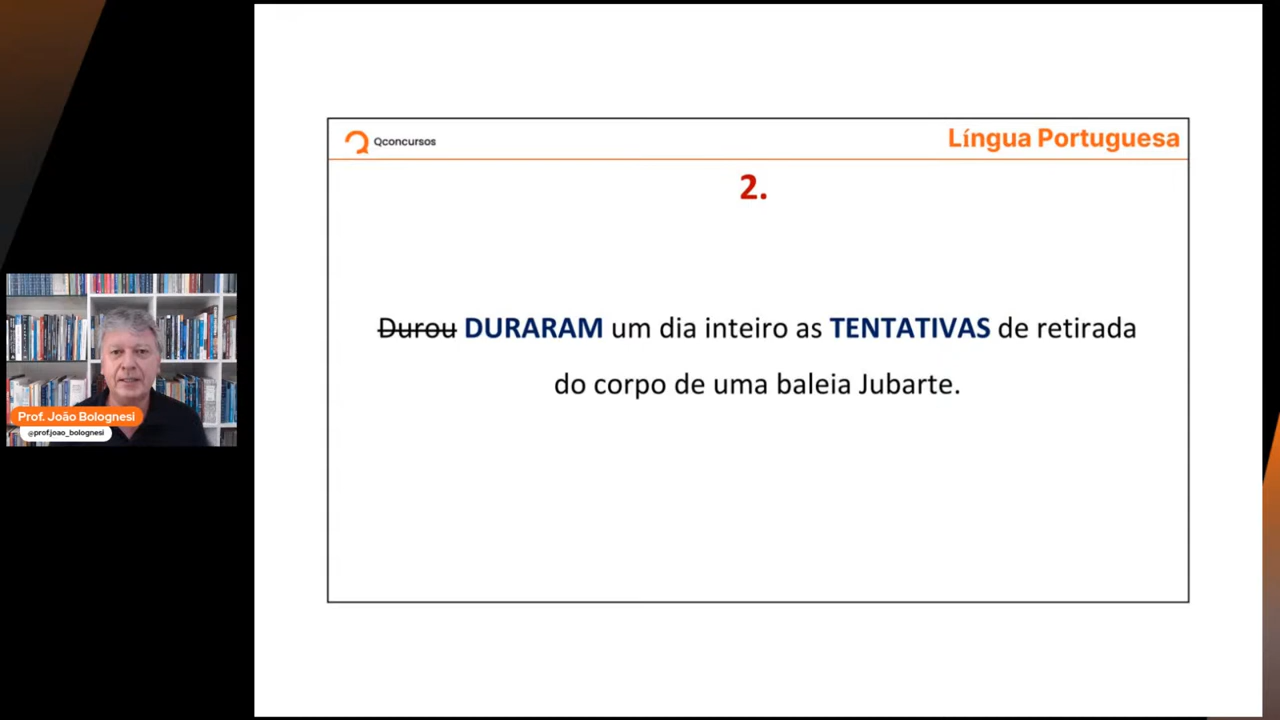 Qconcursos
Língua Portuguesa
2.
Durou DURARAM um dia inteiro as TENTATIVAS de retirada
do corpo de uma baleia Jubarte.
Prof. João Bolognesi
@prof.joao_bolognesi